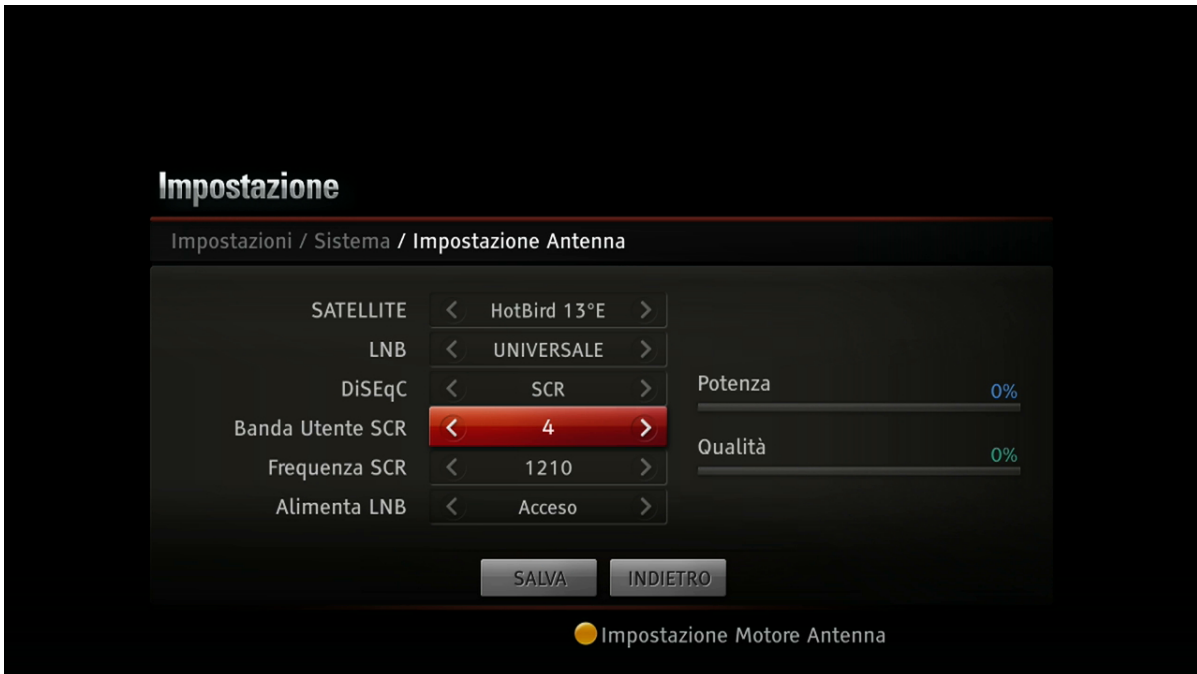 Impostazione
Impostazioni / Sistema / Impostazione Antenna
SATELLITE HotBird 13°E
LNB UNIVERSALE
DiSEqC SCR
Banda Utente SCR 4
Frequenza SCR 1210
Alimenta LNB Acceso
Potenza 0%
Qualità 0%
SALVA INDIETRO
Impostazione Motore Antenna